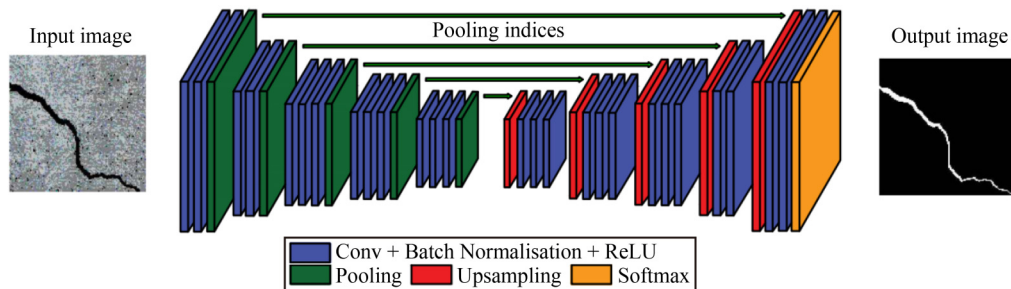 Input image
Pooling indices
Output image
Conv + Batch Normalisation + ReLU
Pooling Upsampling Softmax